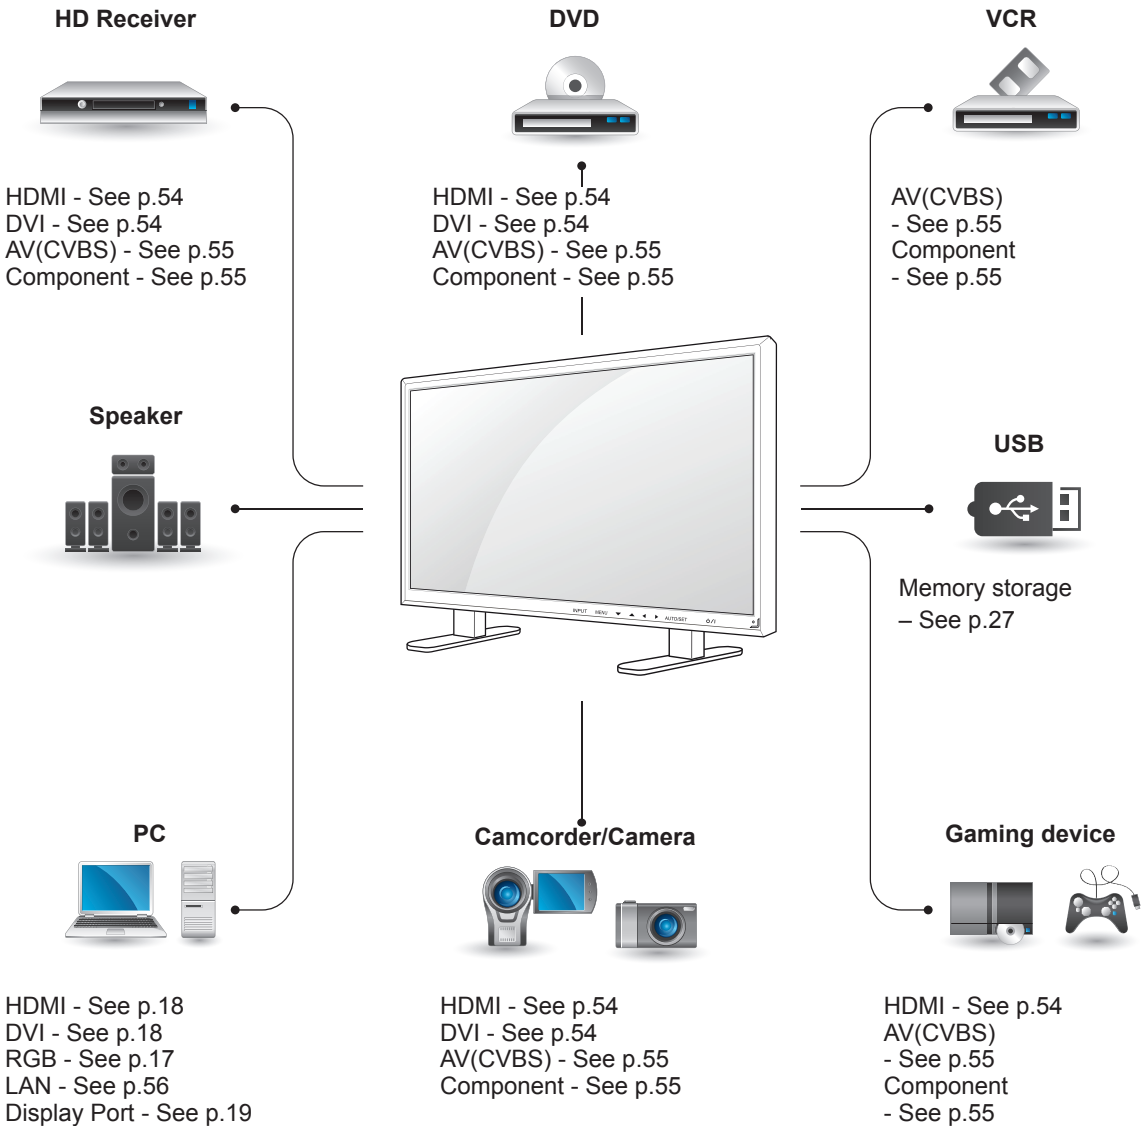 HD Receiver
DVD
VCR
HDMI - See p.54
DVI - See p.54
AV(CVBS) - See p.55
Component - See p.55
HDMI - See p.54
DVI - See p.54
AV(CVBS) - See p.55
Component - See p.55
AV(CVBS)
- See p.55
Component
- See p.55
Speaker
USB
Memory storage
– See p.27
INPUT MENU AUTO/SET
PC
Camcorder/Camera
Gaming device
HDMI - See p.18
DVI - See p.18
RGB - See p.17
LAN - See p.56
Display Port - See p.19
HDMI - See p.54
DVI - See p.54
AV(CVBS) - See p.55
Component - See p.55
HDMI - See p.54
AV(CVBS)
- See p.55
Component
- See p.55